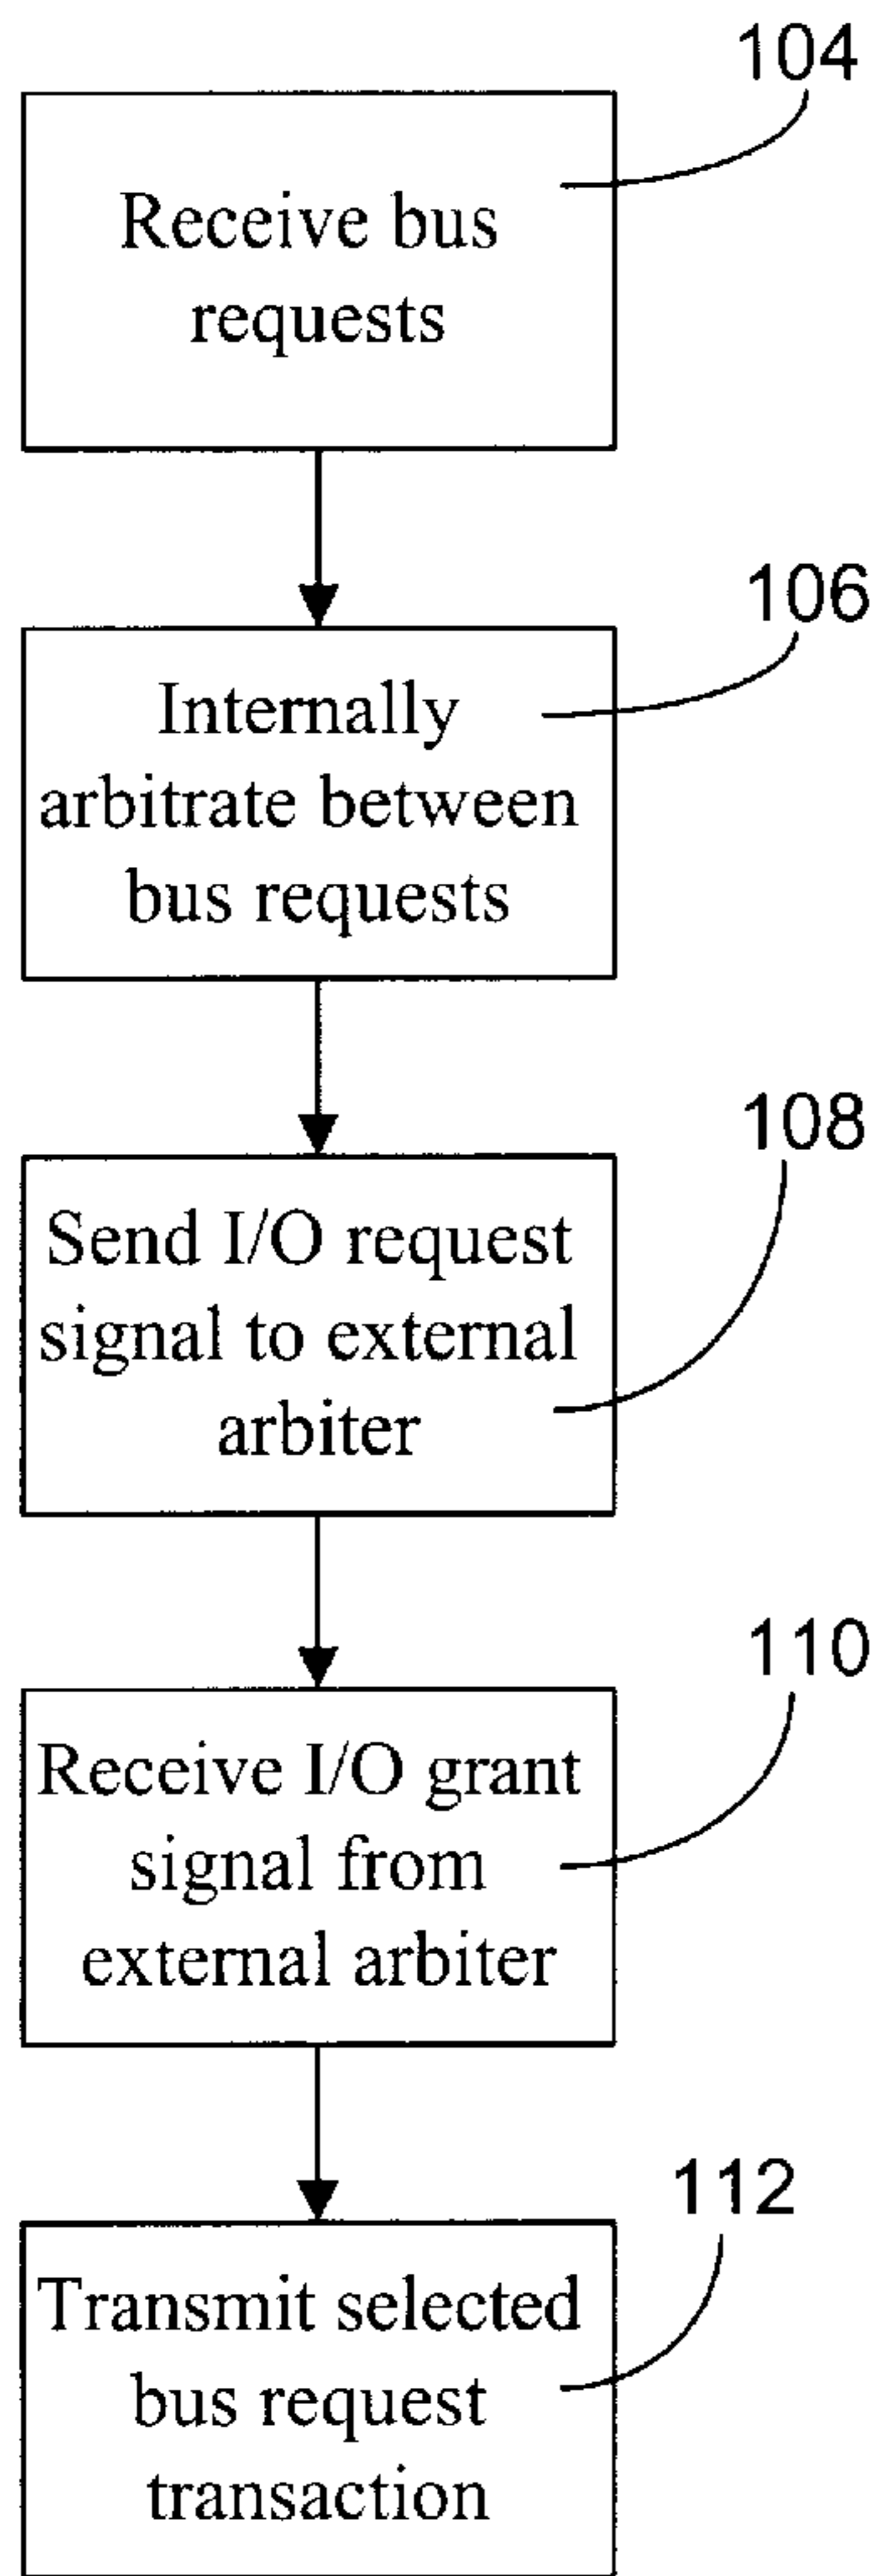 104
Receive bus
requests
106
Internally
arbitrate between
bus requests
108
Send I/O request
signal to external
arbiter
110
Receive I/O grant
signal from
external arbiter
112
Transmit selected
bus request
transaction